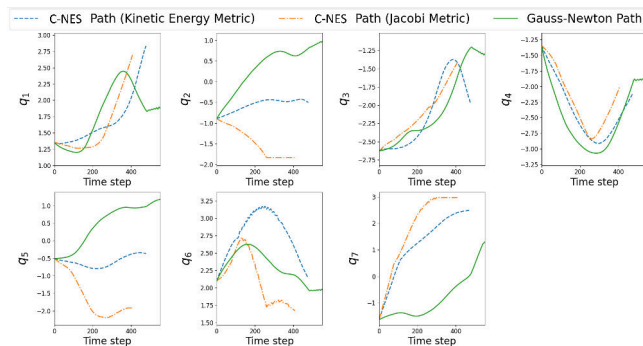 C-NES Path (Kinetic Energy Metric) C-NES Path (Jacobi Metric) Gauss-Newton Path
3.00
2.75
2.50
2.25
2.00
1.75
1.50
1.25
1.00
q1
0 200 400
Time step
1.0
0.5
0.0
−0.5
−1.0
−1.5
−2.0
q2
0 200 400
Time step
−1.25
−1.50
−1.75
−2.00
−2.25
−2.50
−2.75
q3
0 200 400
Time step
−1.25
−1.50
−1.75
−2.00
−2.25
−2.50
−2.75
−3.00
−3.25
q4
0 200 400
Time step
1.0
0.5
0.0
−0.5
−1.0
−1.5
−2.0
q5
0 200 400
Time step
3.25
3.00
2.75
2.50
2.25
2.00
1.75
1.50
q6
0 200 400
Time step
3
2
1
0
−1
q7
0 200 400
Time step